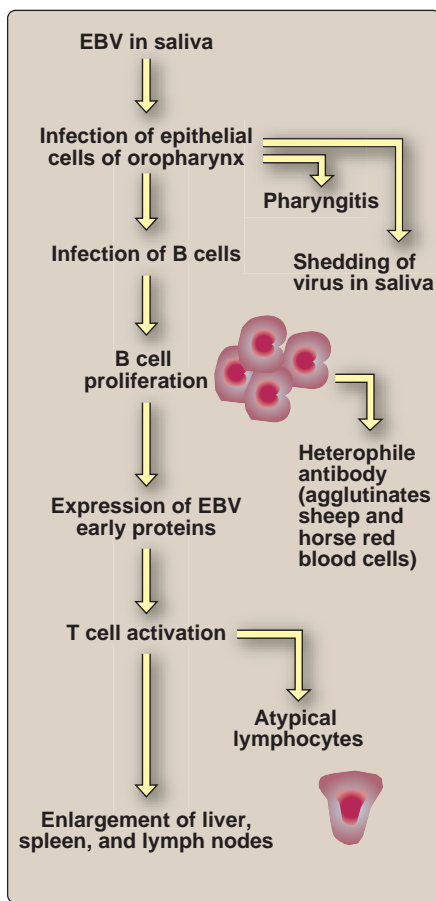 EBV in saliva
Infection of epithelial
cells of oropharynx
Pharyngitis
Infection of B cells
Shedding of
virus in saliva
B cell
proliferation
Heterophile
antibody
(agglutinates
sheep and
horse red
blood cells)
Expression of EBV
early proteins
T cell activation
Atypical
lymphocytes
Enlargement of liver,
spleen, and lymph nodes